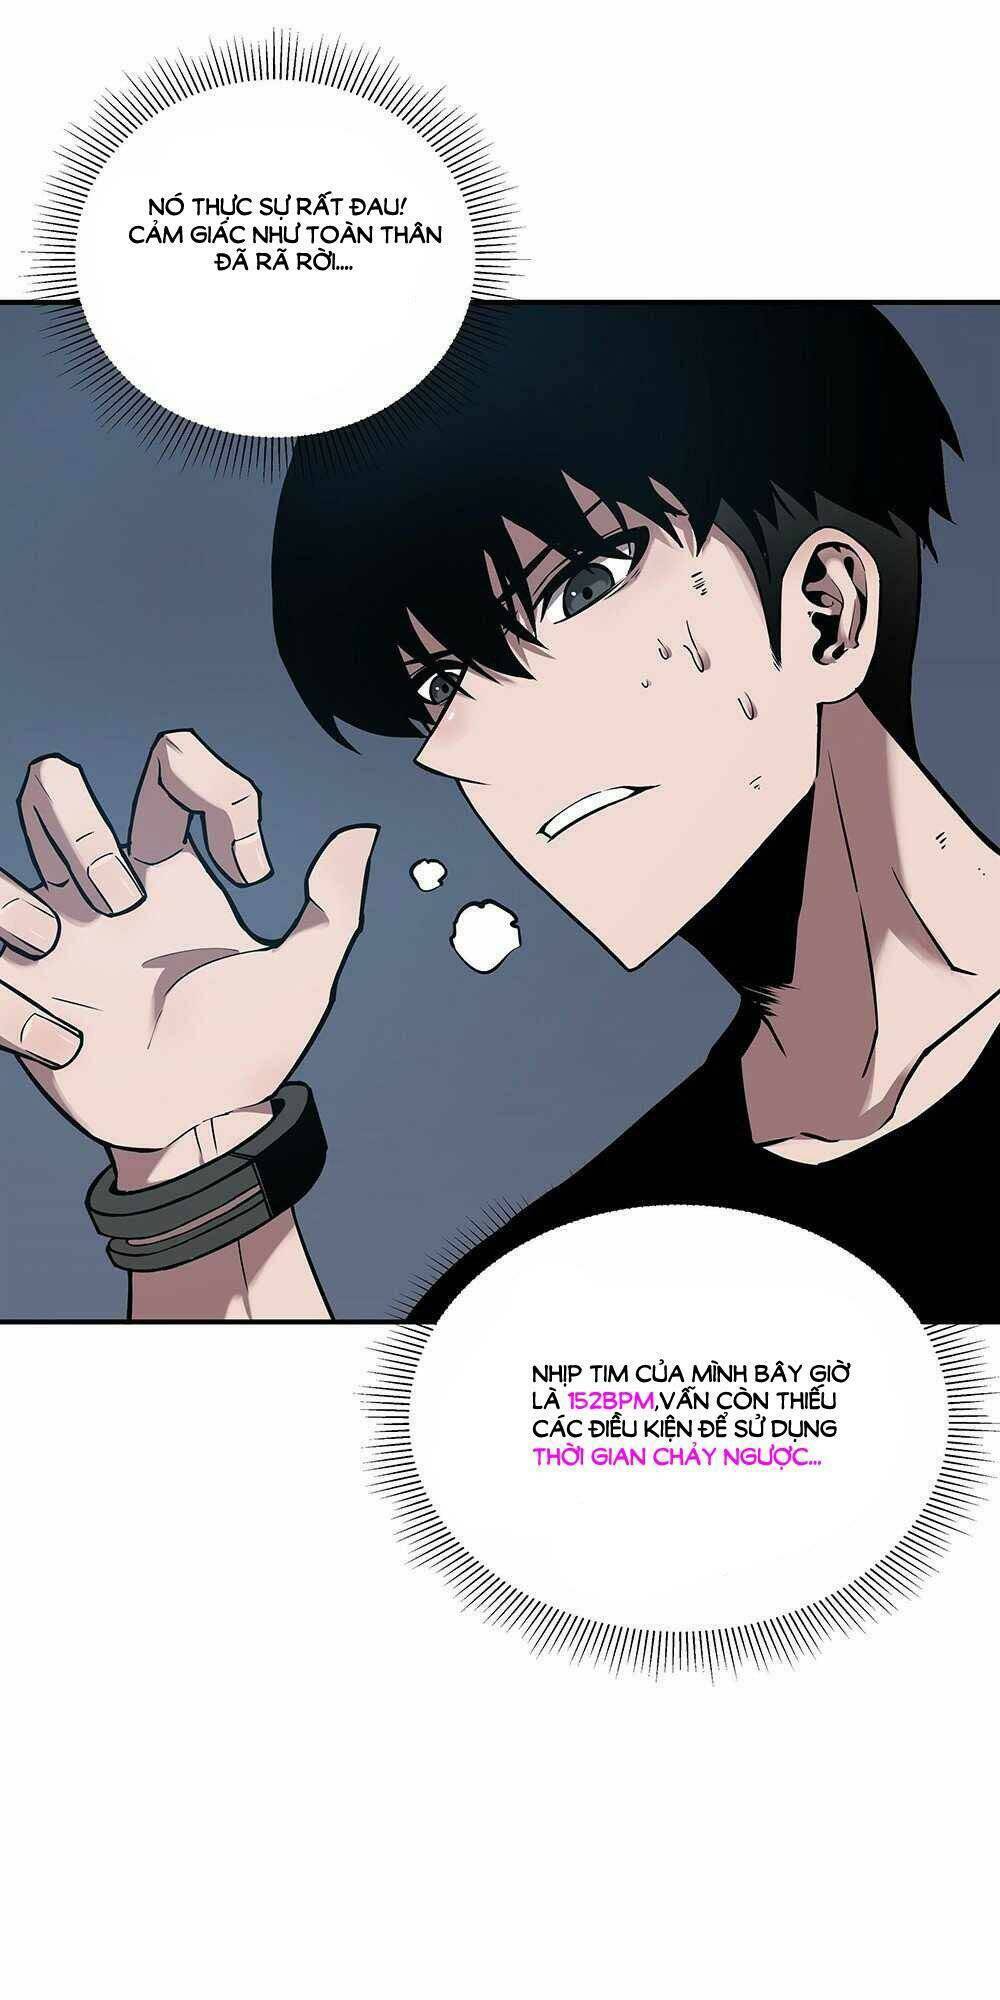 NÓ THỰC SỰ RẤT ĐAU!
CẢM GIÁC NHƯ TOÀN THÂN
ĐÃ RÃ RỜI....
NHỊP TIM CỦA MÌNH BÂY GIỜ
LÀ 152BPM,VẪN CÒN THIẾU
CÁC ĐIỀU KIỆN ĐỂ SỬ DỤNG
THỜI GIAN CHẢY NGƯỢC...